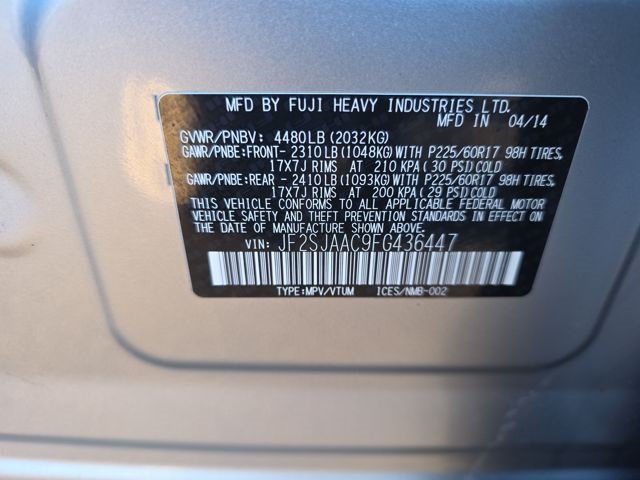 MFD BY FUJI HEAVY INDUSTRIES LTD.
MFD IN 04/14
GVWR/PNBV: 4480LB (2032KG)
GAWR/PNBE:FRONT- 2310LB (1048KG) WITH P225/60R17 98H TIRES,
17X7J RIMS AT 210 KPA (30 PSI) COLD
GAWR/PNBE:REAR - 2410LB (1093KG) WITH P225/60R17 98H TIRES,
17X7J RIMS AT 200 KPA (29 PSI) COLD
THIS VEHICLE CONFORMS TO ALL APPLICABLE FEDERAL MOTOR
VEHICLE SAFETY AND THEFT PREVENTION STANDARDS IN EFFECT ON
THE DATE OF MANUFACTURE SHOWN ABOVE.
VIN: JF2SJAAC9FG436447
TYPE:MPV/VTUM ICES/NMB-002